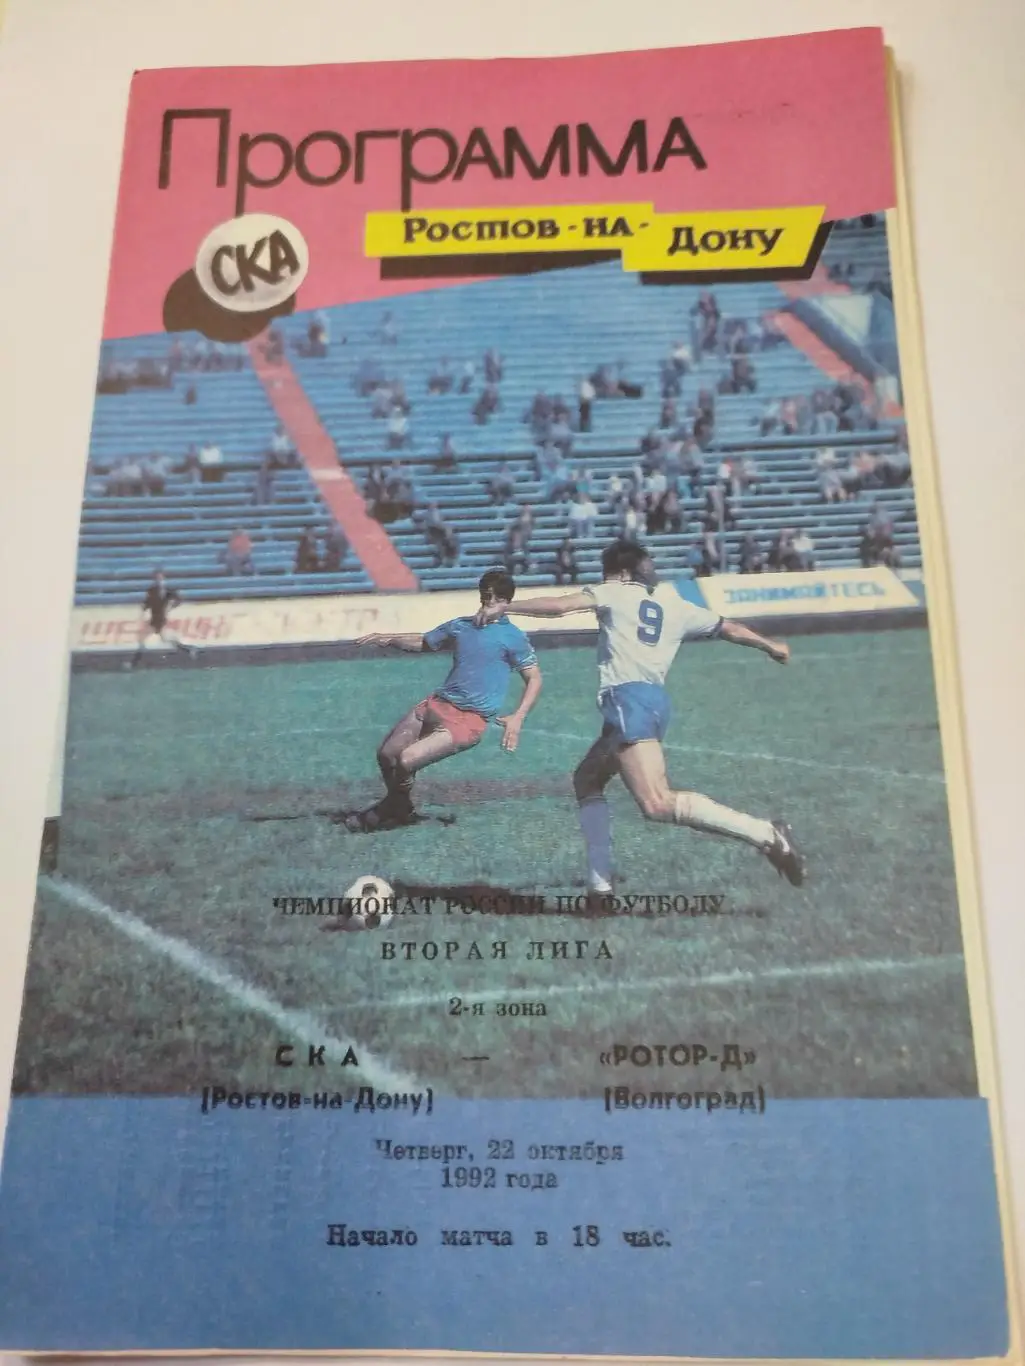 Программа
СКА
Ростов-на-
Дону
ЗАНИМАЙТЕСЬ
9
ЧЕМПИОНАТ РОССИИ ПО ФУТБОЛУ
ВТОРАЯ ЛИГА
2-я зона
СКА — «РОТОР-Д»
(Ростов-на-Дону) (Волгоград)
Четверг, 22 октября
1992 года
Начало матча в 18 час.